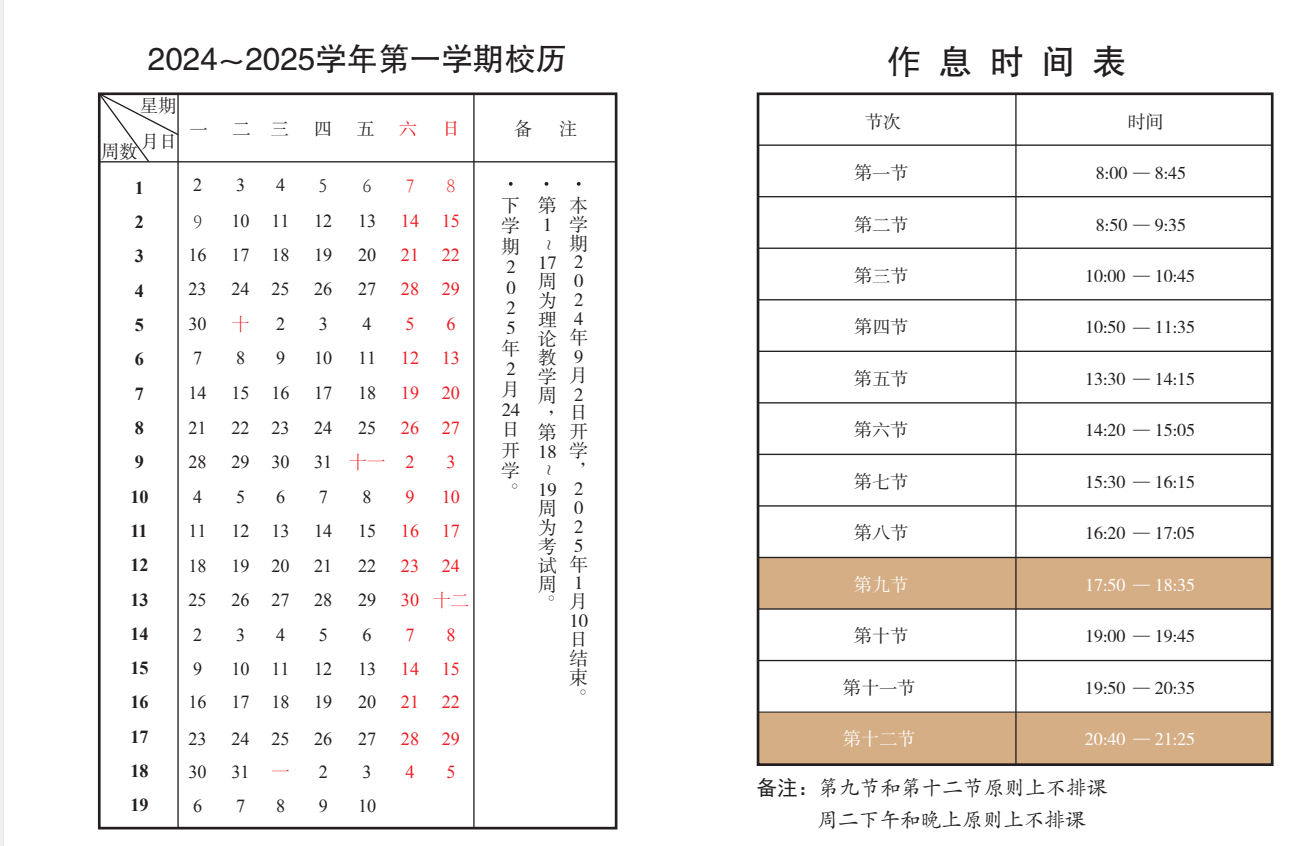 2024～2025学年第一学期校历
星期
月日
周数
一 二 三 四 五 六 日 备 注
1 2 3 4 5 6 7 8
2 9 10 11 12 13 14 15
3 16 17 18 19 20 21 22
4 23 24 25 26 27 28 29
5 30 十 2 3 4 5 6
6 7 8 9 10 11 12 13
7 14 15 16 17 18 19 20
8 21 22 23 24 25 26 27
9 28 29 30 31 十一 2 3
10 4 5 6 7 8 9 10
11 11 12 13 14 15 16 17
12 18 19 20 21 22 23 24
13 25 26 27 28 29 30 十二
14 2 3 4 5 6 7 8
15 9 10 11 12 13 14 15
16 16 17 18 19 20 21 22
17 23 24 25 26 27 28 29
18 30 31 一 2 3 4 5
19 6 7 8 9 10
·本学期2024年9月2日开学，2025年1月10日结束。
·第1～17周为理论教学周，第18～19周为考试周。
·下学期2025年2月24日开学。
作息时间表
节次 时间
第一节 8:00 — 8:45
第二节 8:50 — 9:35
第三节 10:00 — 10:45
第四节 10:50 — 11:35
第五节 13:30 — 14:15
第六节 14:20 — 15:05
第七节 15:30 — 16:15
第八节 16:20 — 17:05
第九节 17:50 — 18:35
第十节 19:00 — 19:45
第十一节 19:50 — 20:35
第十二节 20:40 — 21:25
备注：第九节和第十二节原则上不排课
周二下午和晚上原则上不排课